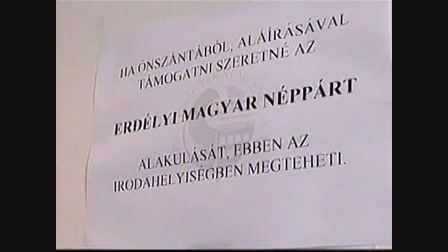 HA ÖNSZÁNTÁBÓL, ALÁÍRÁSÁVAL
TÁMOGATNI SZERETNÉ AZ
ERDÉLYI MAGYAR NÉPPÁRT
ALAKULÁSÁT, EBBEN AZ
IRODAHELYISÉGBEN MEGTEHETI.